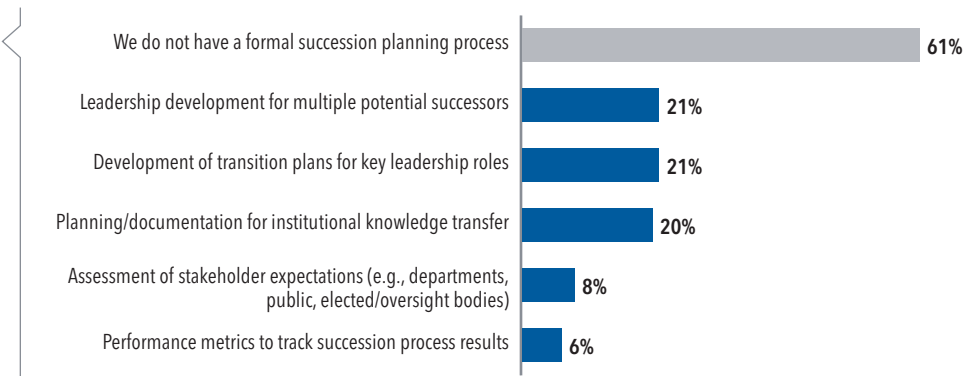 We do not have a formal succession planning process 61%
Leadership development for multiple potential successors 21%
Development of transition plans for key leadership roles 21%
Planning/documentation for institutional knowledge transfer 20%
Assessment of stakeholder expectations (e.g., departments,
public, elected/oversight bodies) 8%
Performance metrics to track succession process results 6%